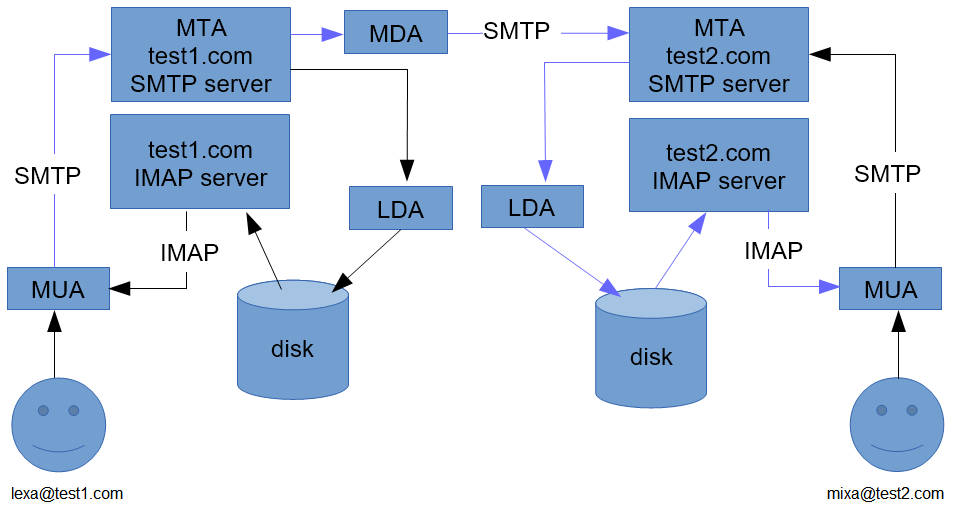 MTA
test1.com
SMTP server
MDA
SMTP
MTA
test2.com
SMTP server
test1.com
IMAP server
test2.com
IMAP server
SMTP
SMTP
LDA
LDA
IMAP
IMAP
MUA
MUA
disk
disk
lexa@test1.com
mixa@test2.com